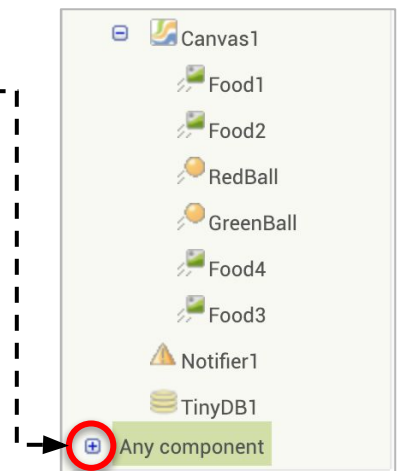 Canvas1
Food1
Food2
RedBall
GreenBall
Food4
Food3
Notifier1
TinyDB1
Any component